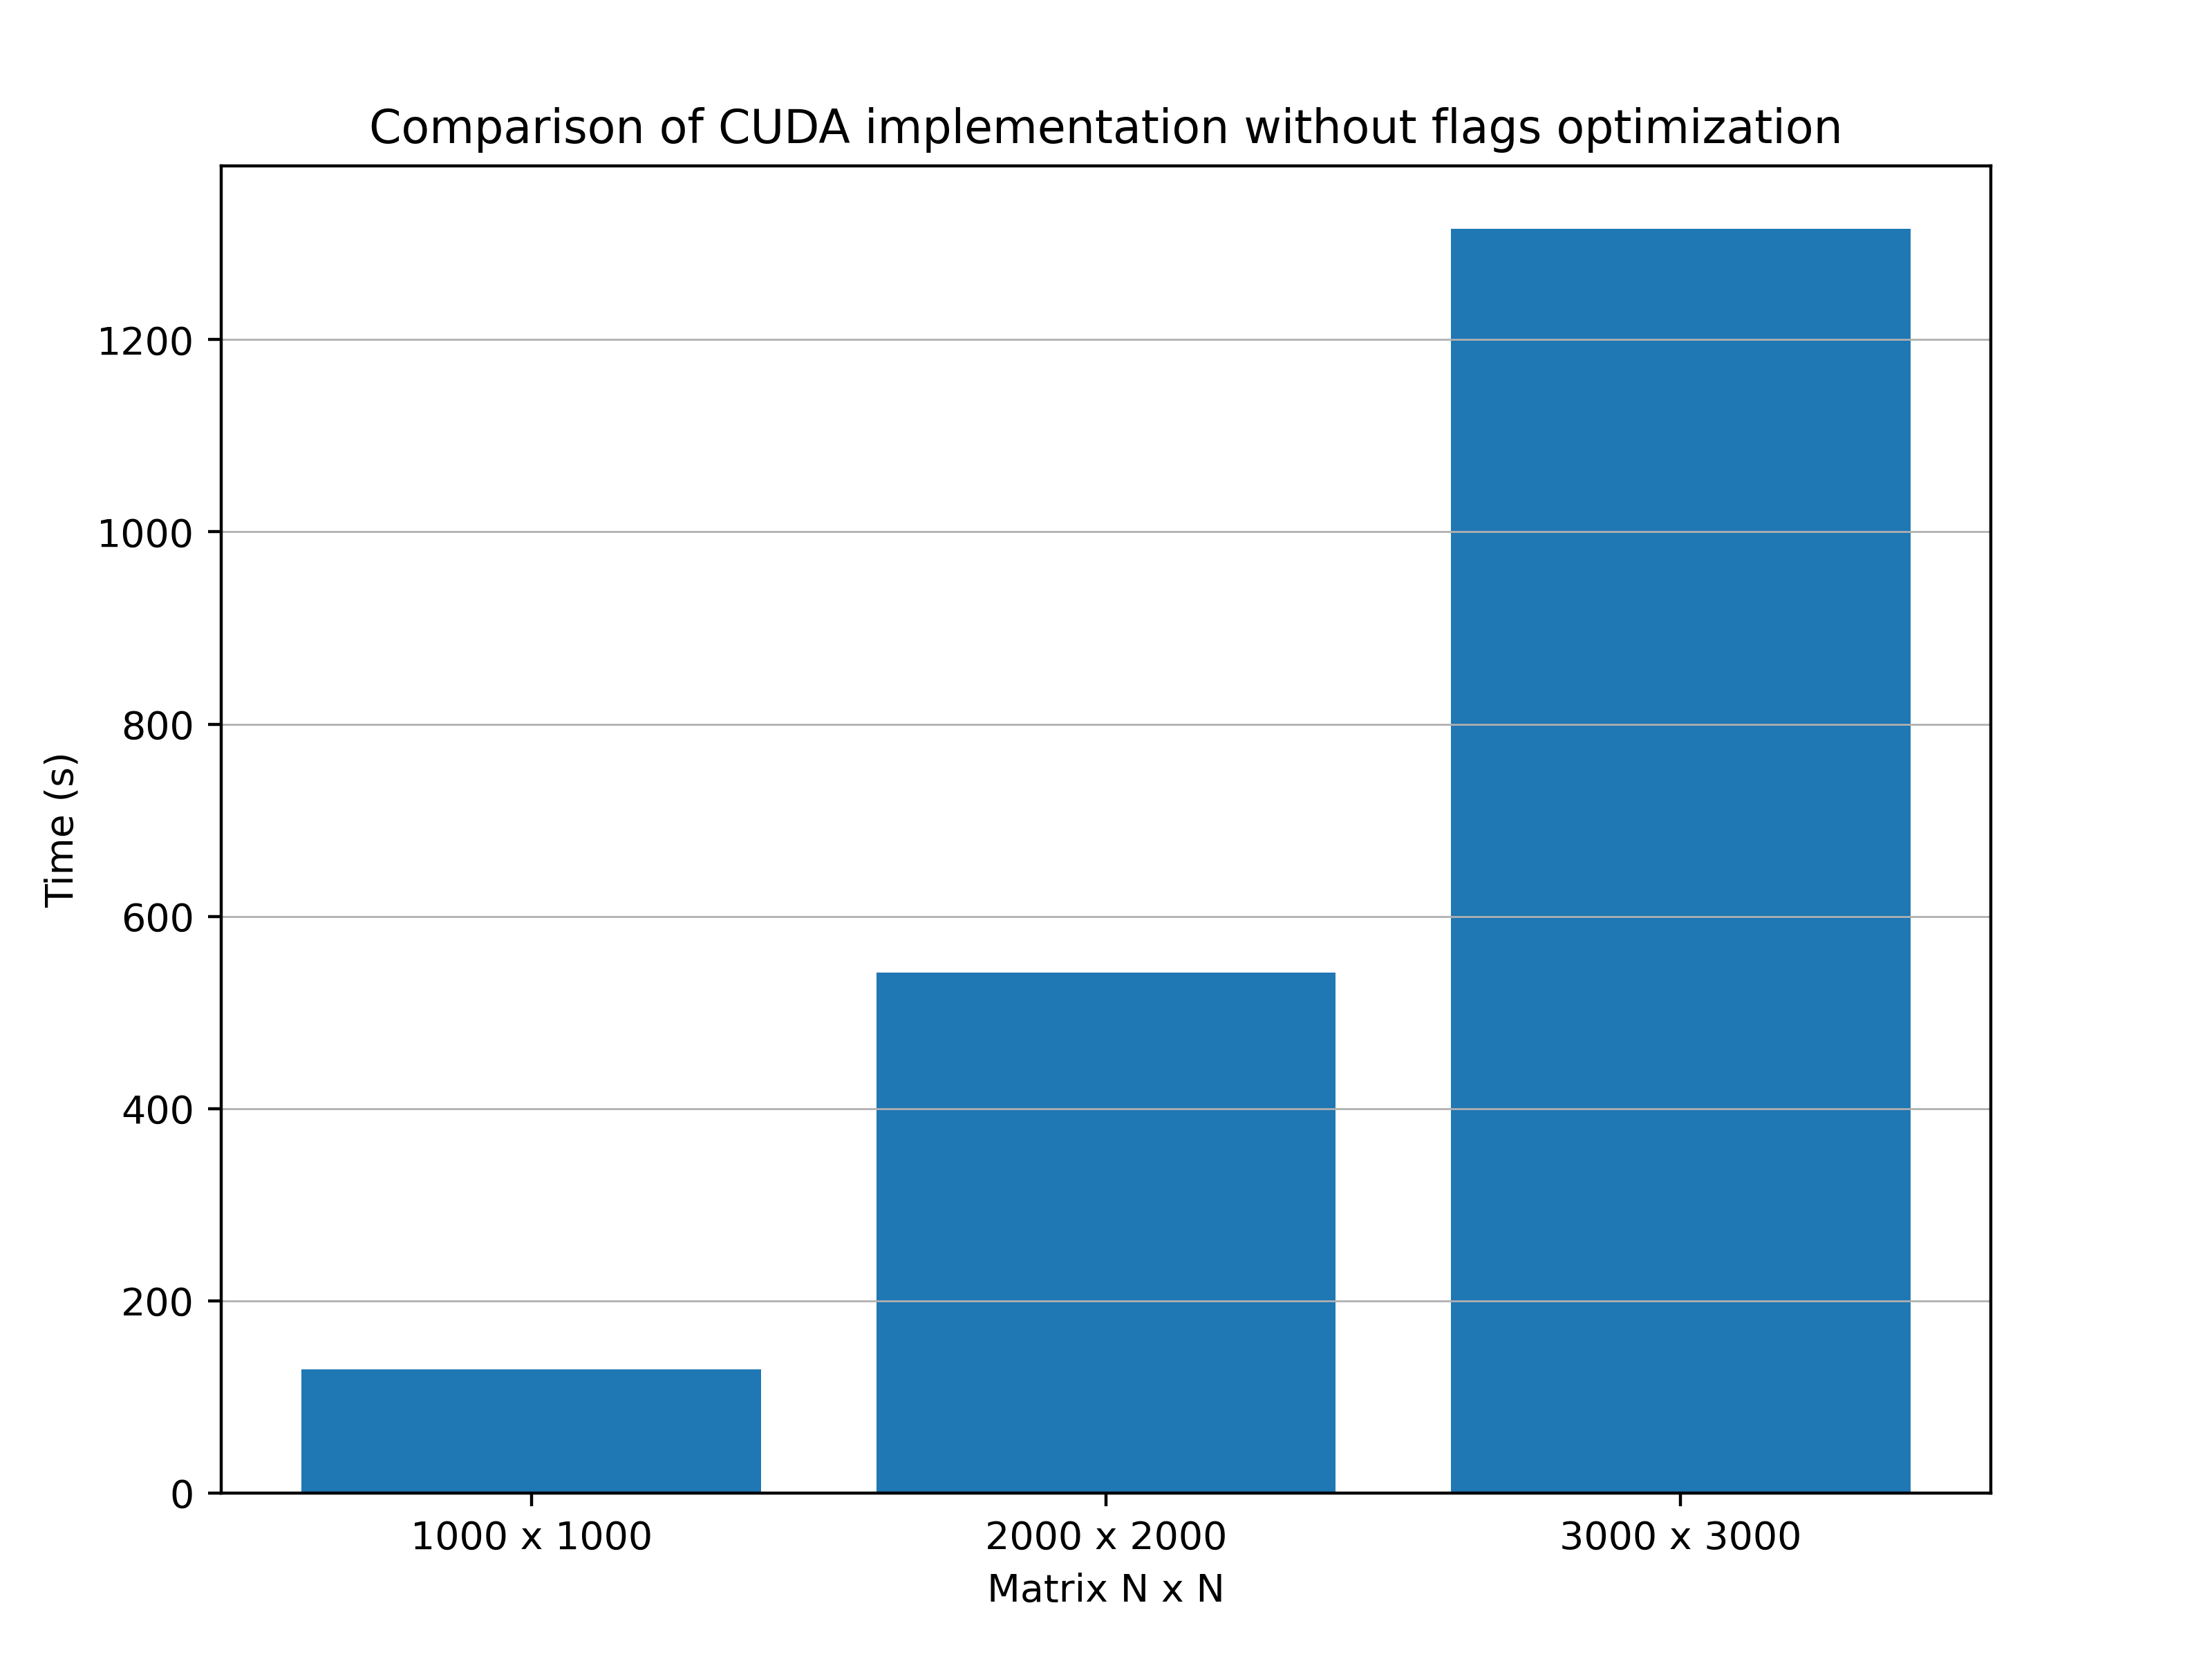 Comparison of CUDA implementation without flags optimization
1200
1000
800
600
400
200
0
Time (s)
1000 x 1000
2000 x 2000
3000 x 3000
Matrix N x N